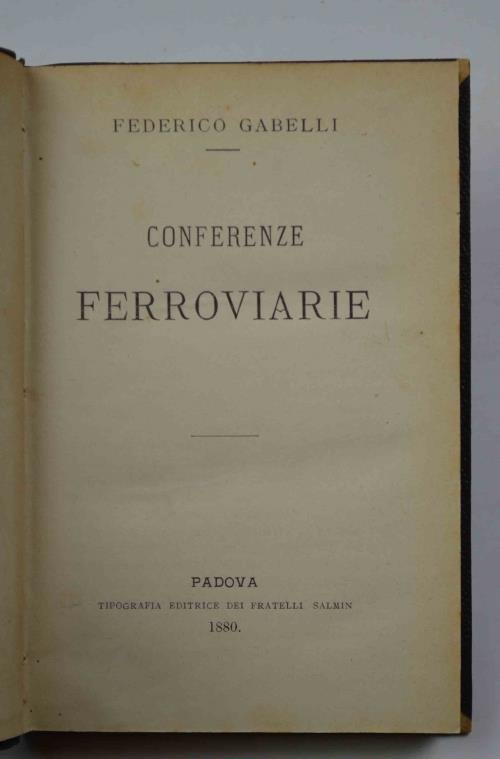 FEDERICO GABELLI
CONFERENZE
FERROVIARIE
PADOVA
TIPOGRAFIA EDITRICE DEI FRATELLI SALMIN
1880.